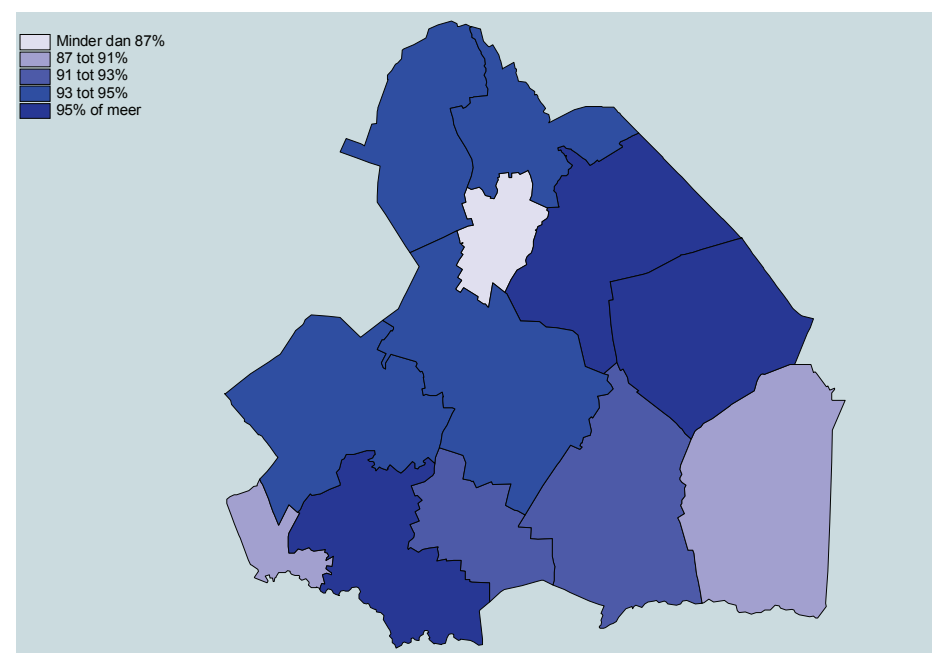 Minder dan 87%
87 tot 91%
91 tot 93%
93 tot 95%
95% of meer